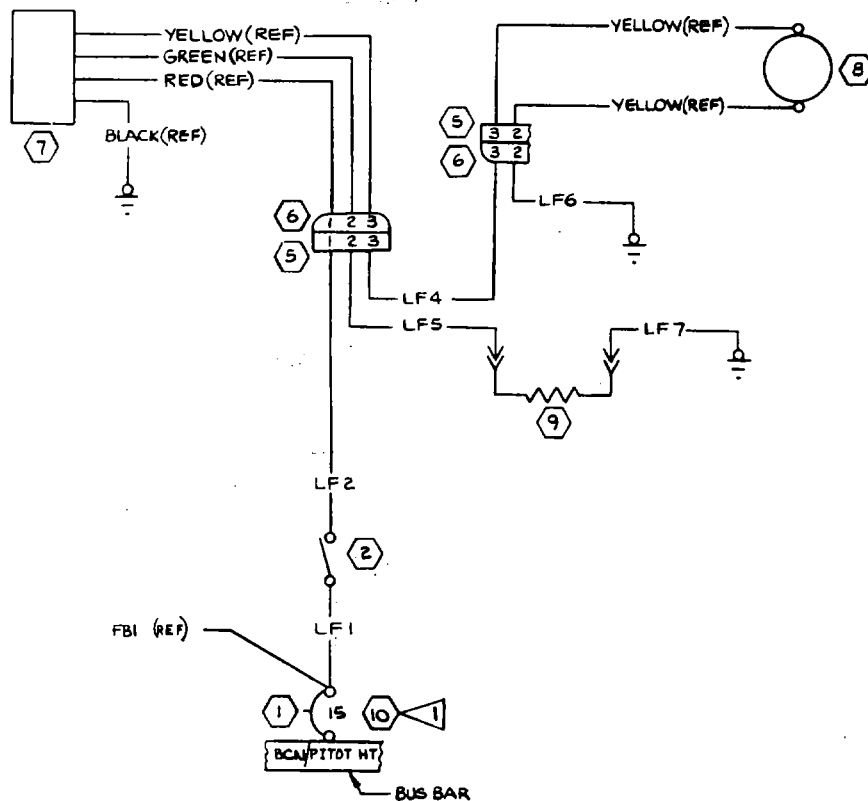 YELLOW (REF)
GREEN (REF)
RED (REF)
BLACK (REF)
7
YELLOW(REF)
YELLOW(REF)
8
5
3 2
6
3 2
LF6
6
1 2 3
5
1 2 3
LF4
LF5
LF7
9
LF2
2
LF1
FB1 (REF)
1
15
10
1
BCN/PITOT HT
BUS BAR